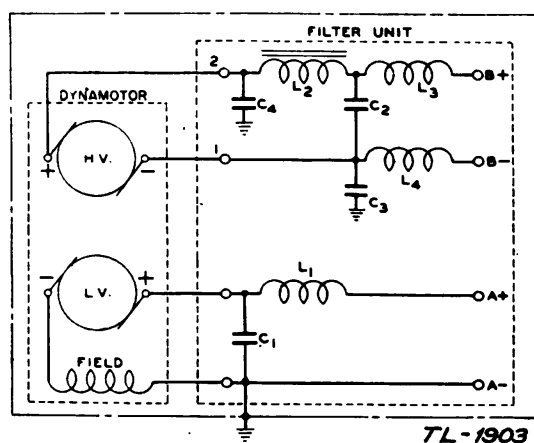 FILTER UNIT
2
L2
L3
B+
DYNAMOTOR
C4
C2
+ H.V. -
1
B-
L4
C3
- L.V. +
L1
A+
C1
FIELD
A-
TL-1903